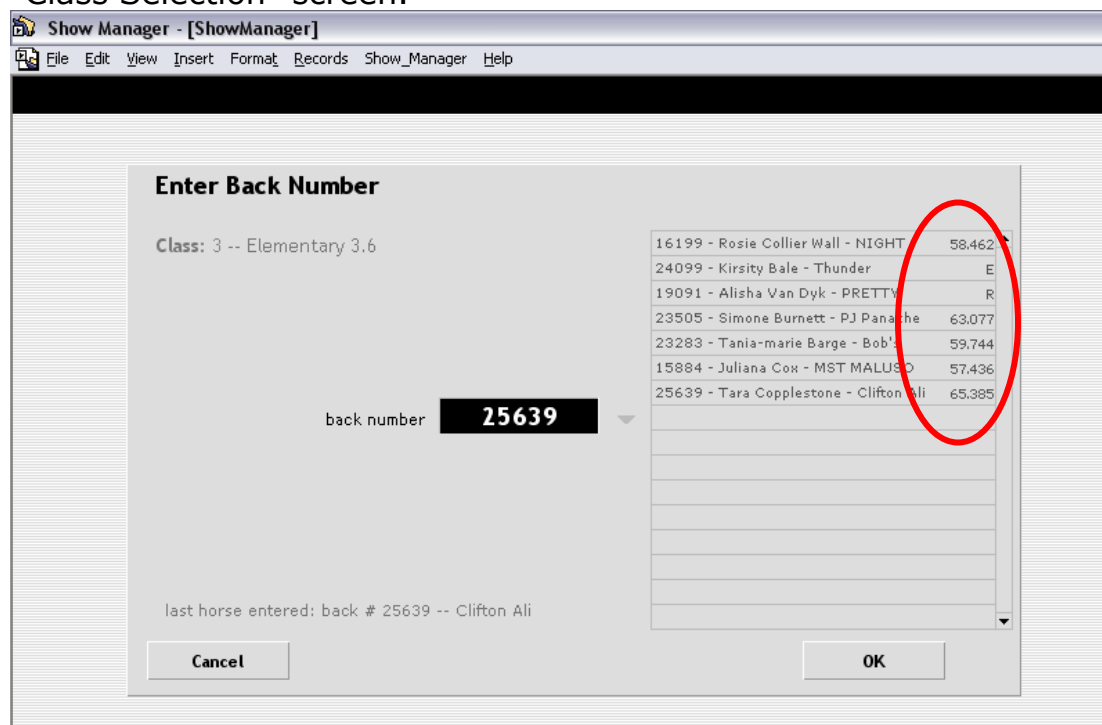 "Class Selection" screen.
Show Manager - [ShowManager]
File Edit View Insert Format Records Show_Manager Help
Enter Back Number
Class: 3 -- Elementary 3.6
16199 - Rosie Collier Wall - NIGHT 58.462
24099 - Kirsity Bale - Thunder E
19091 - Alisha Van Dyk - PRETTY R
23505 - Simone Burnett - PJ Panache 63.077
23283 - Tania-marie Barge - Bob's 59.744
15884 - Juliana Cox - MST MALUSO 57.436
25639 - Tara Copplestone - Clifton Ali 65.385
back number 25639
last horse entered: back # 25639 -- Clifton Ali
Cancel OK